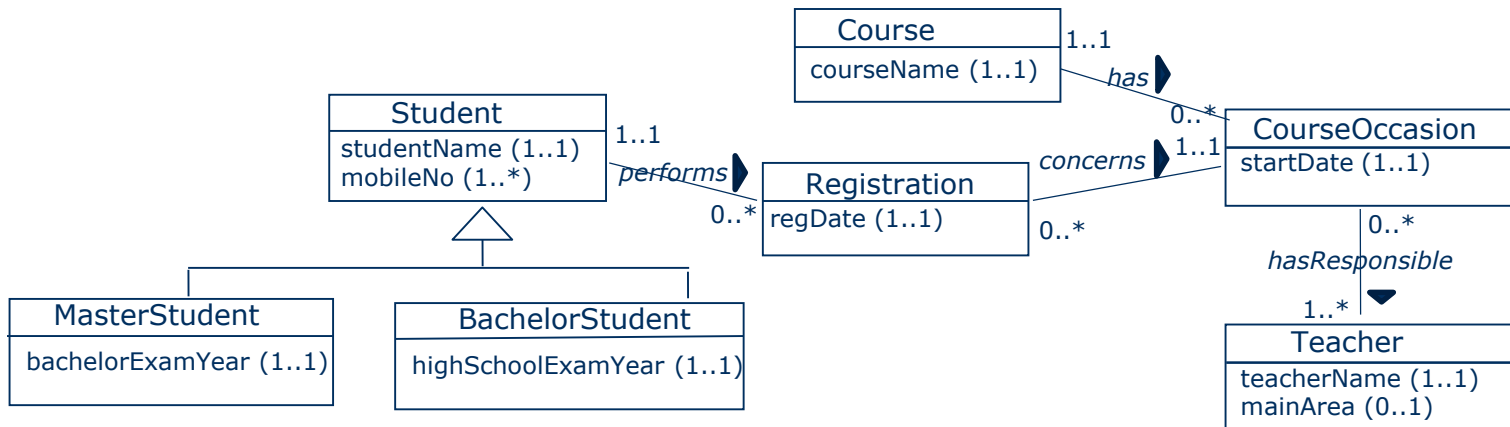 Course
courseName (1..1)
1..1
has
0..*
Student
studentName (1..1)
mobileNo (1..*)
1..1
performs
0..*
Registration
regDate (1..1)
concerns
1..1
0..*
CourseOccasion
startDate (1..1)
0..*
hasResponsible
1..*
MasterStudent
bachelorExamYear (1..1)
BachelorStudent
highSchoolExamYear (1..1)
Teacher
teacherName (1..1)
mainArea (0..1)